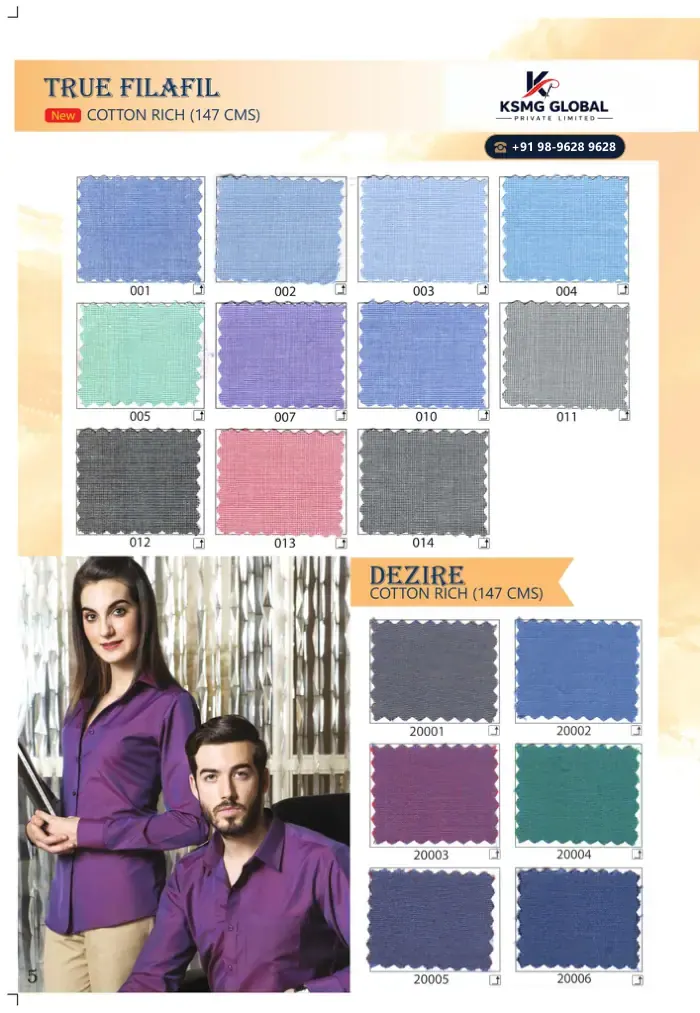 TRUE FILAFIL
New COTTON RICH (147 CMS)
KSMG GLOBAL
PRIVATE LIMITED
+91 98-9628 9628
001 002 003 004
005 007 010 011
012 013 014
DEZIRE
COTTON RICH (147 CMS)
20001 20002
20003 20004
20005 20006
5